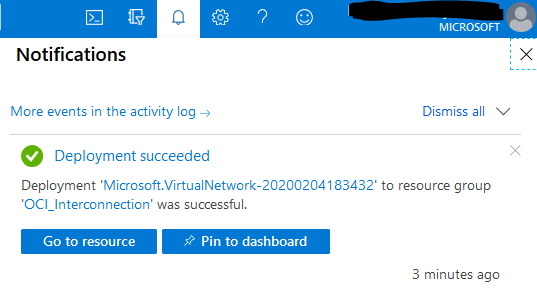 MICROSOFT
Notifications
More events in the activity log →
Dismiss all
Deployment succeeded
Deployment 'Microsoft.VirtualNetwork-20200204183432' to resource group
'OCI_Interconnection' was successful.
Go to resource
Pin to dashboard
3 minutes ago